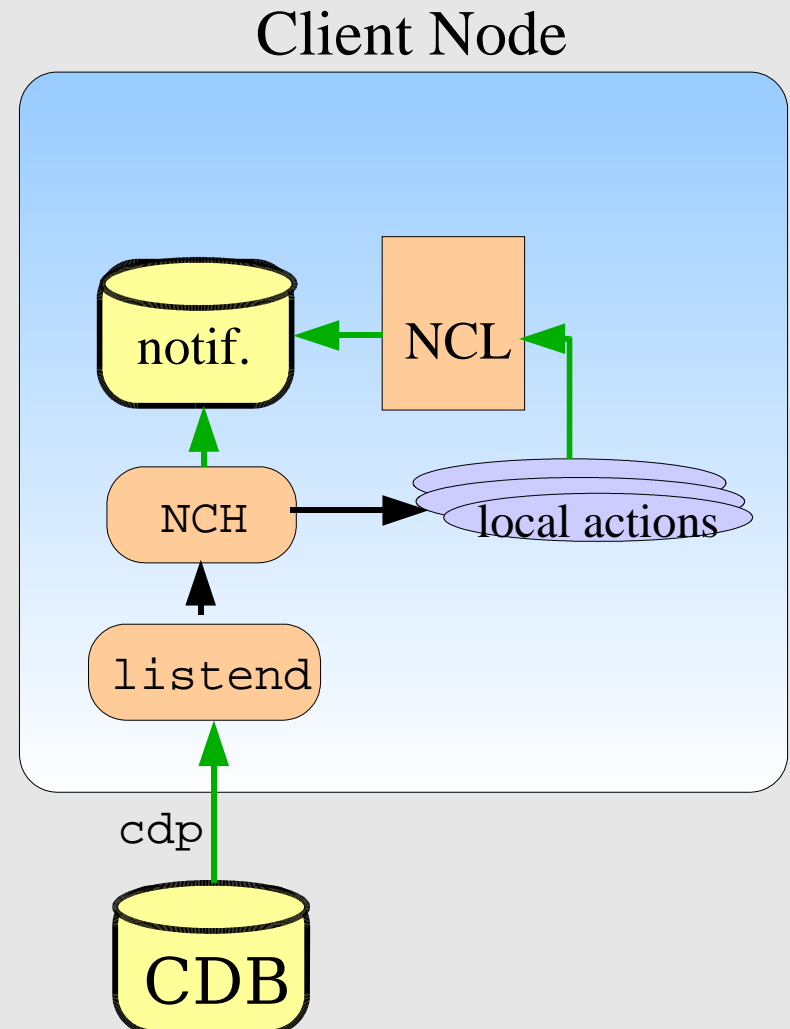 Client Node
notif.
NCL
NCH
local actions
listend
cdp
CDB